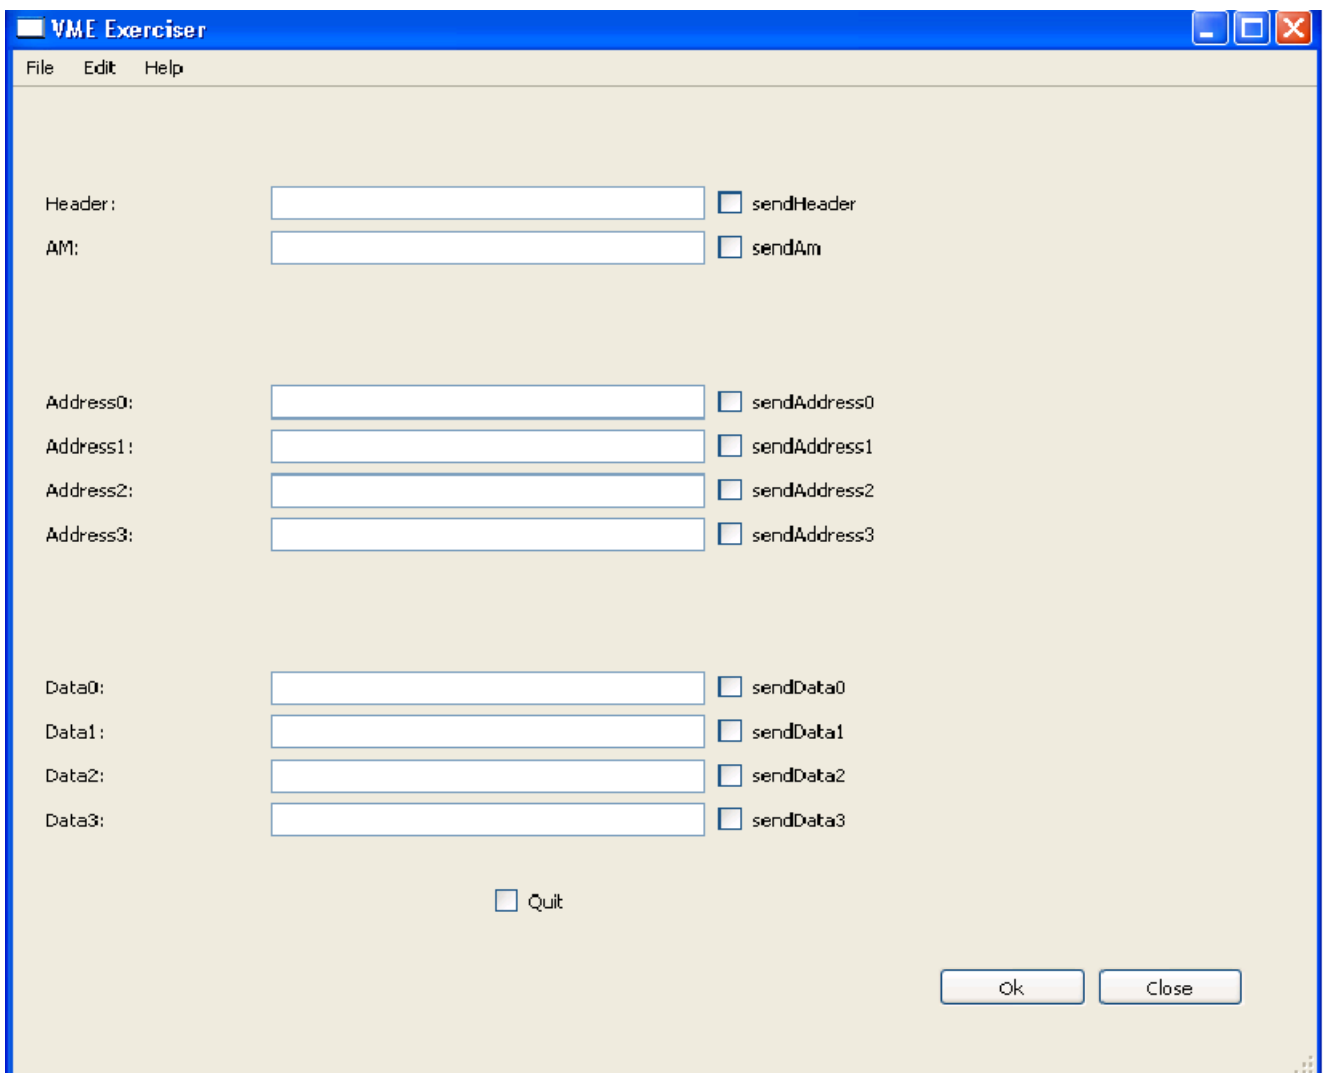 VME Exerciser
File Edit Help
Header: sendHeader
AM: sendAm
Address0: sendAddress0
Address1: sendAddress1
Address2: sendAddress2
Address3: sendAddress3
Data0: sendData0
Data1: sendData1
Data2: sendData2
Data3: sendData3
Quit
Ok Close